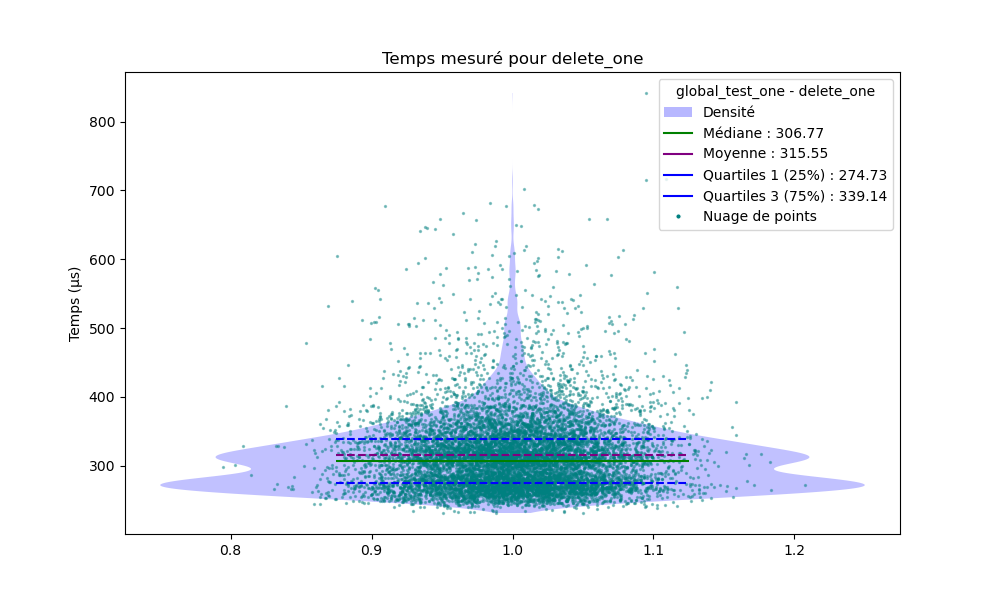 Temps mesuré pour delete_one
global_test_one - delete_one
Densité
Médiane : 306.77
Moyenne : 315.55
Quartiles 1 (25%) : 274.73
Quartiles 3 (75%) : 339.14
Nuage de points
Temps (µs)
800
700
600
500
400
300
0.8
0.9
1.0
1.1
1.2